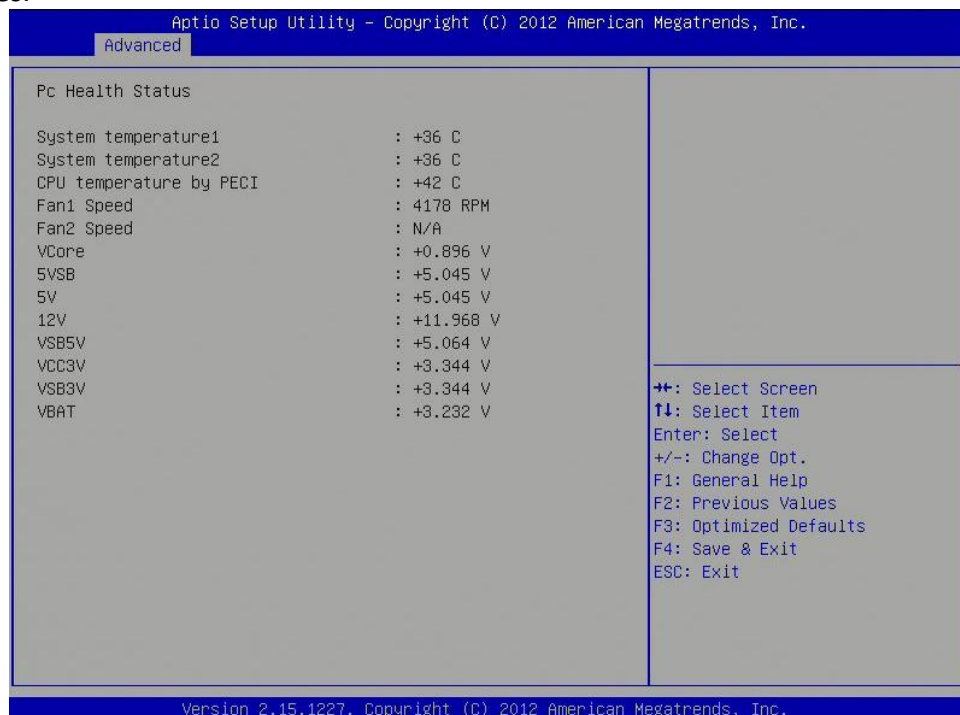 Aptio Setup Utility – Copyright (C) 2012 American Megatrends, Inc.
Advanced
Pc Health Status
System temperature1 : +36 C
System temperature2 : +36 C
CPU temperature by PECI : +42 C
Fan1 Speed : 4178 RPM
Fan2 Speed : N/A
VCore : +0.896 V
5VSB : +5.045 V
5V : +5.045 V
12V : +11.968 V
VSB5V : +5.064 V
VCC3V : +3.344 V
VSB3V : +3.344 V
VBAT : +3.232 V
→←: Select Screen
↑↓: Select Item
Enter: Select
+/-: Change Opt.
F1: General Help
F2: Previous Values
F3: Optimized Defaults
F4: Save & Exit
ESC: Exit
Version 2.15.1227. Copyright (C) 2012 American Megatrends, Inc.